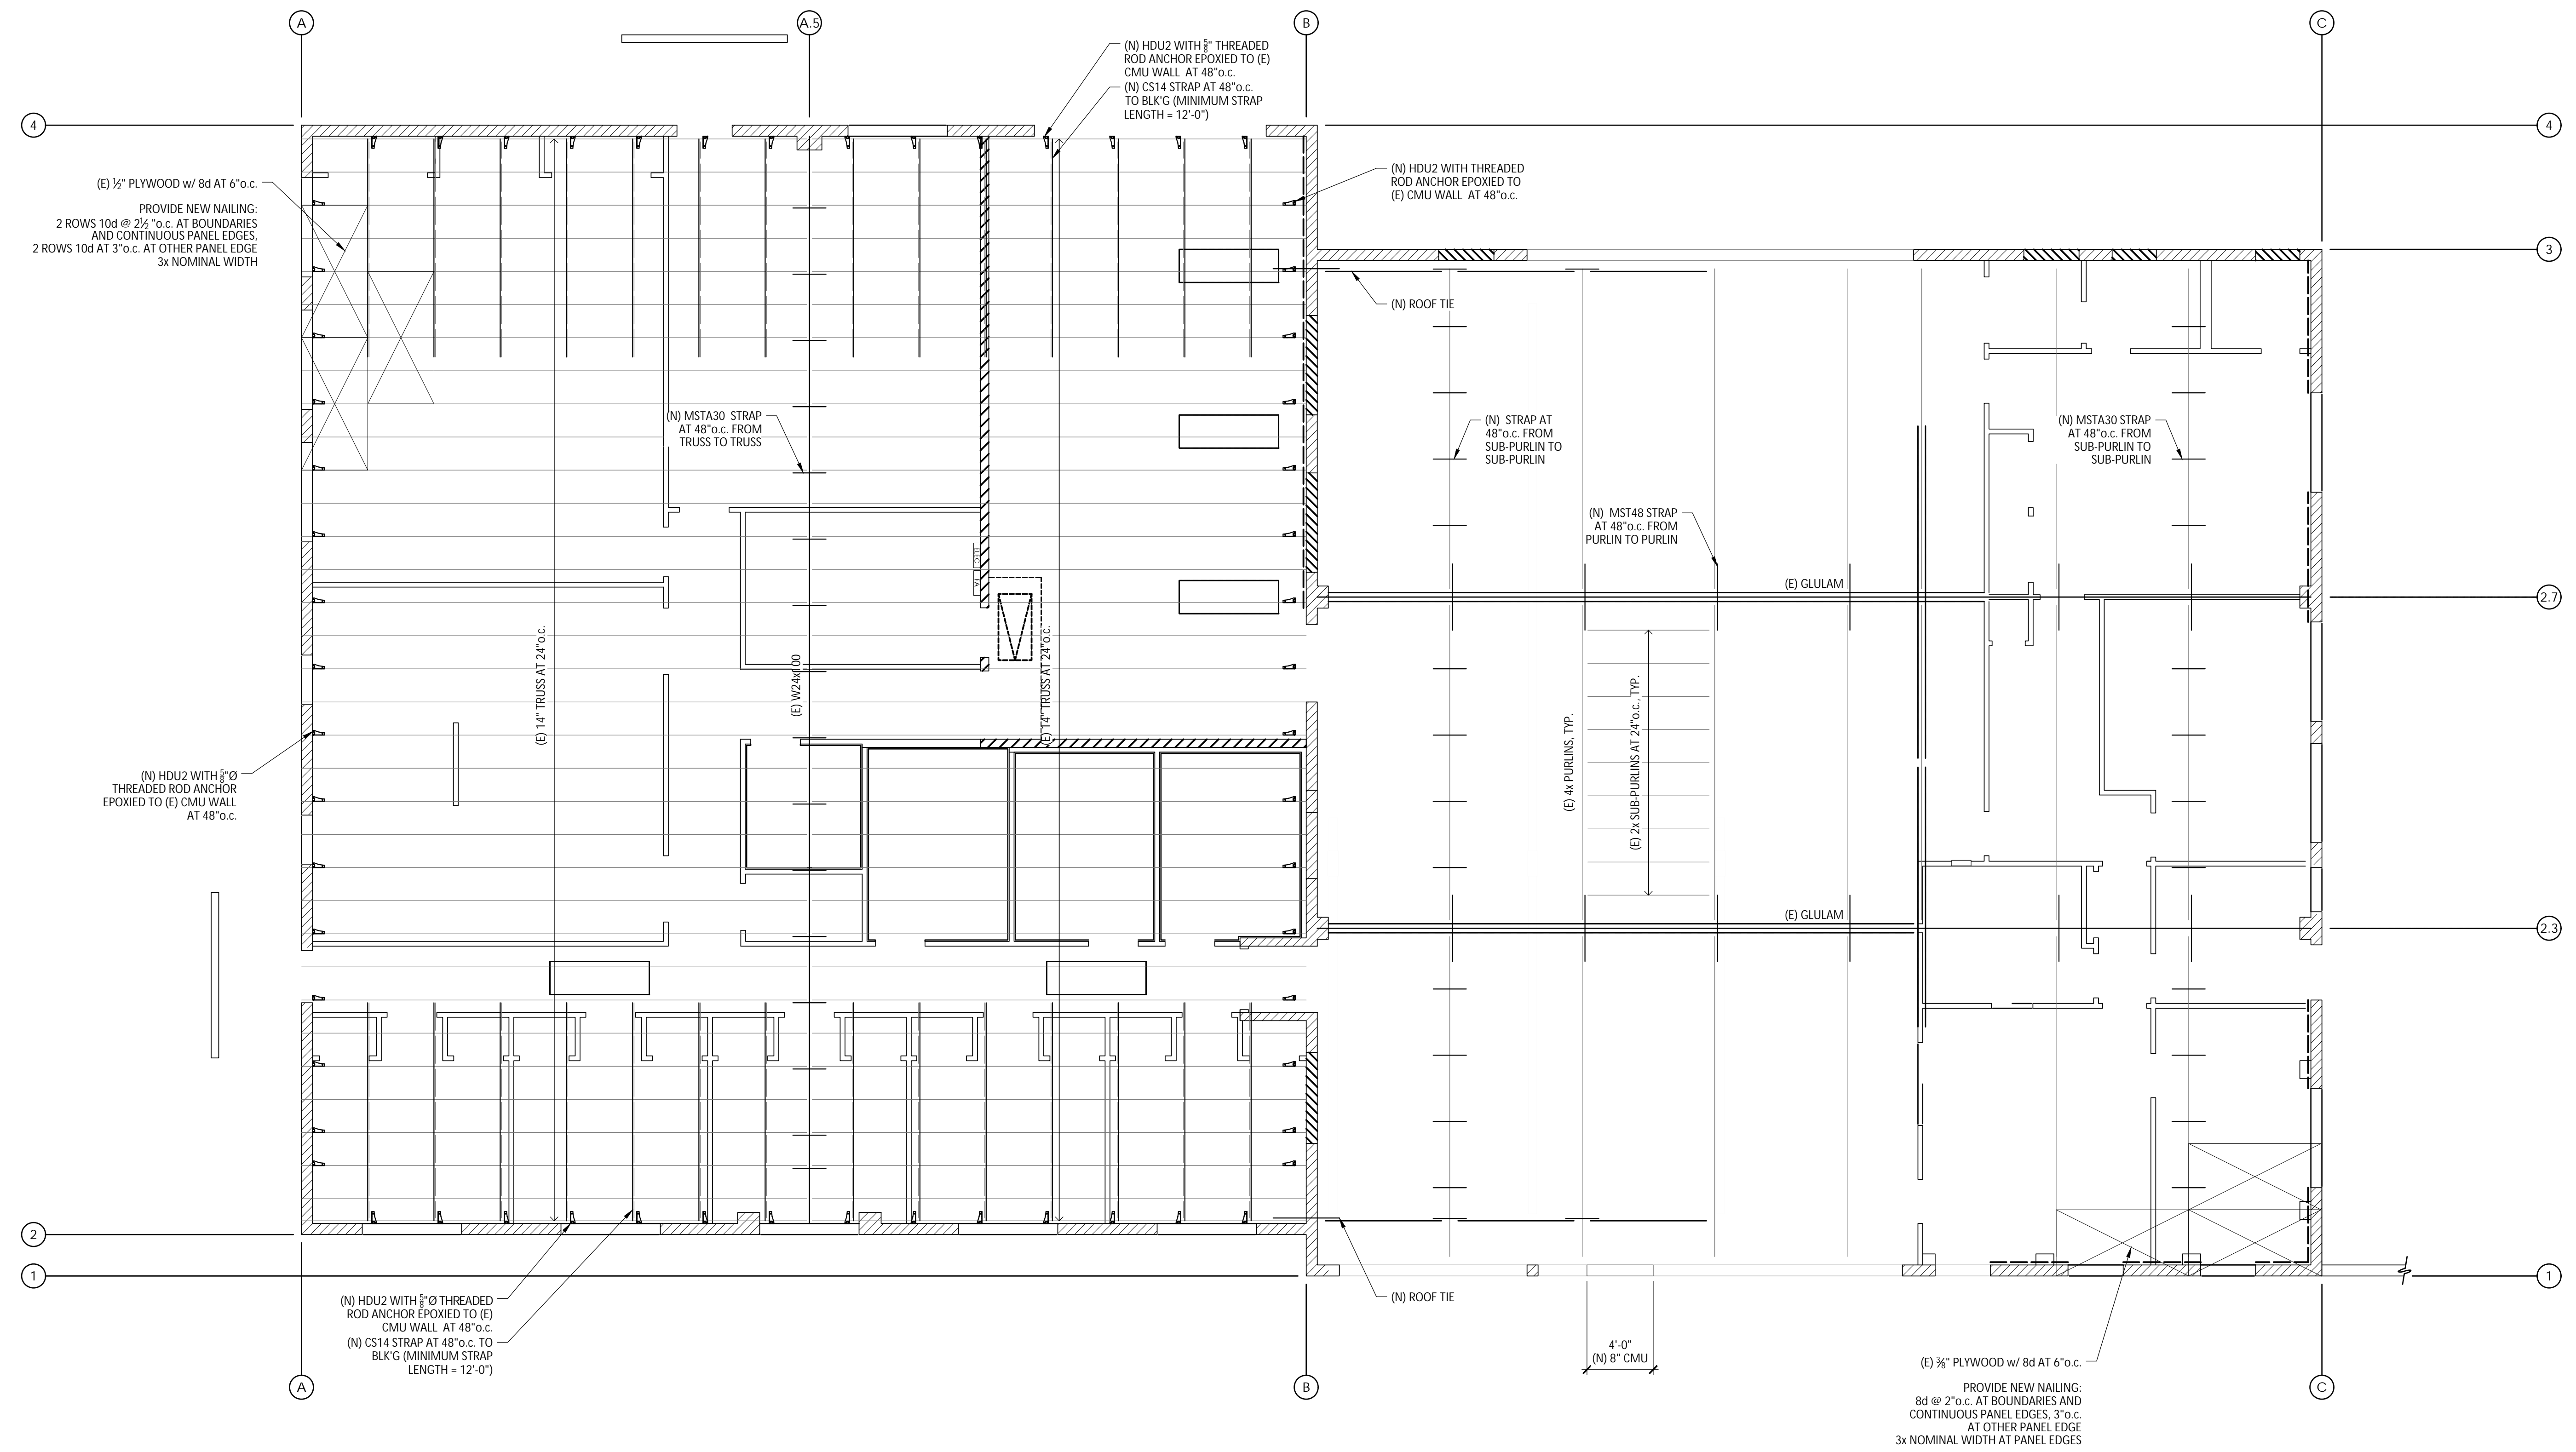 A
A.5
B
C
(N) HDU2 WITH 5/8" THREADED
ROD ANCHOR EPOXIED TO (E)
CMU WALL AT 48"o.c.
(N) CS14 STRAP AT 48"o.c.
TO BLK'G (MINIMUM STRAP
LENGTH = 12'-0")
4
4
(E) ½" PLYWOOD w/ 8d AT 6"o.c.
PROVIDE NEW NAILING:
2 ROWS 10d @ 2½ "o.c. AT BOUNDARIES
AND CONTINUOUS PANEL EDGES,
2 ROWS 10d AT 3"o.c. AT OTHER PANEL EDGE
3x NOMINAL WIDTH
(N) HDU2 WITH THREADED
ROD ANCHOR EPOXIED TO
(E) CMU WALL AT 48"o.c.
3
(N) ROOF TIE
(N) MSTA30 STRAP
AT 48"o.c. FROM
TRUSS TO TRUSS
(N) STRAP AT
48"o.c. FROM
SUB-PURLIN TO
SUB-PURLIN
(N) MSTA30 STRAP
AT 48"o.c. FROM
SUB-PURLIN TO
SUB-PURLIN
(N) MST48 STRAP
AT 48"o.c. FROM
PURLIN TO PURLIN
ELEC
(E) GLULAM
2.7
(E) 14" TRUSS AT 24"o.c.
(E) W24x100
(E) 14" TRUSS AT 24"o.c.
(E) 4x PURLINS, TYP.
(E) 2x SUB-PURLINS AT 24"o.c., TYP.
(N) HDU2 WITH 5/8"Ø
THREADED ROD ANCHOR
EPOXIED TO (E) CMU WALL
AT 48"o.c.
(E) GLULAM
2.3
2
1
1
(N) HDU2 WITH 5/8"Ø THREADED
ROD ANCHOR EPOXIED TO (E)
CMU WALL AT 48"o.c.
(N) CS14 STRAP AT 48"o.c. TO
BLK'G (MINIMUM STRAP
LENGTH = 12'-0")
(N) ROOF TIE
4'-0"
(N) 8" CMU
(E) ⅜" PLYWOOD w/ 8d AT 6"o.c.
PROVIDE NEW NAILING:
8d @ 2"o.c. AT BOUNDARIES AND
CONTINUOUS PANEL EDGES, 3"o.c.
AT OTHER PANEL EDGE
3x NOMINAL WIDTH AT PANEL EDGES
A
B
C